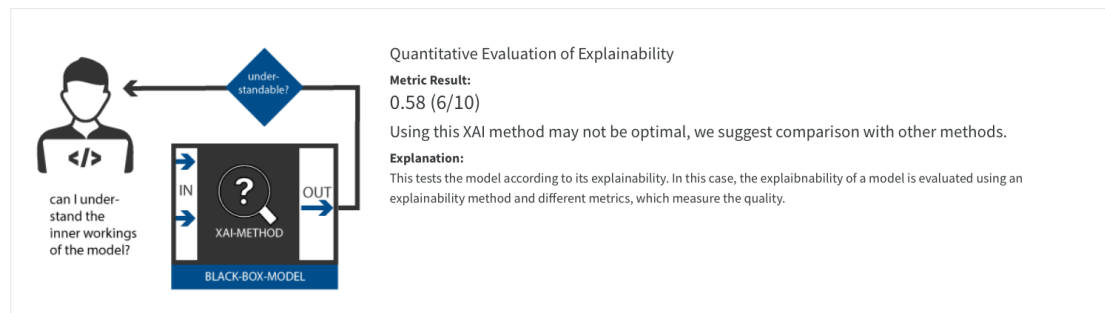 under-
standable?
</>
IN
?
OUT
XAI-METHOD
BLACK-BOX-MODEL
can I under-
stand the
inner workings
of the model?
Quantitative Evaluation of Explainability
Metric Result:
0.58 (6/10)
Using this XAI method may not be optimal, we suggest comparison with other methods.
Explanation:
This tests the model according to its explainability. In this case, the explaibnability of a model is evaluated using an
explainability method and different metrics, which measure the quality.